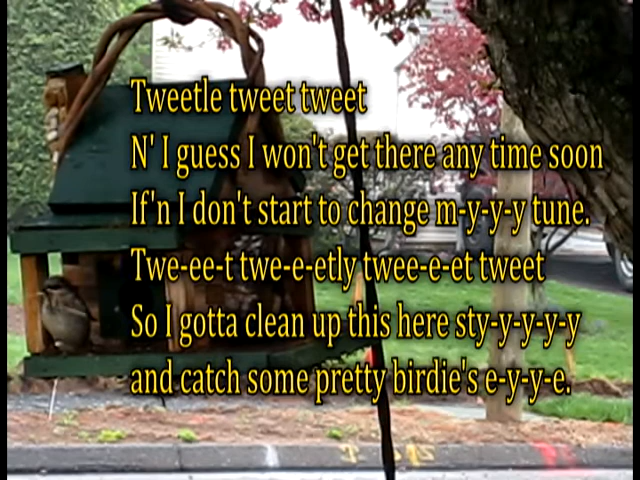 Tweetle tweet tweet
N' I guess I won't get there any time soon
If'n I don't start to change m-y-y-y tune.
Twe-ee-t twe-e-etly twee-e-et tweet
So I gotta clean up this here sty-y-y-y-y
and catch some pretty birdie's e-y-y-e.